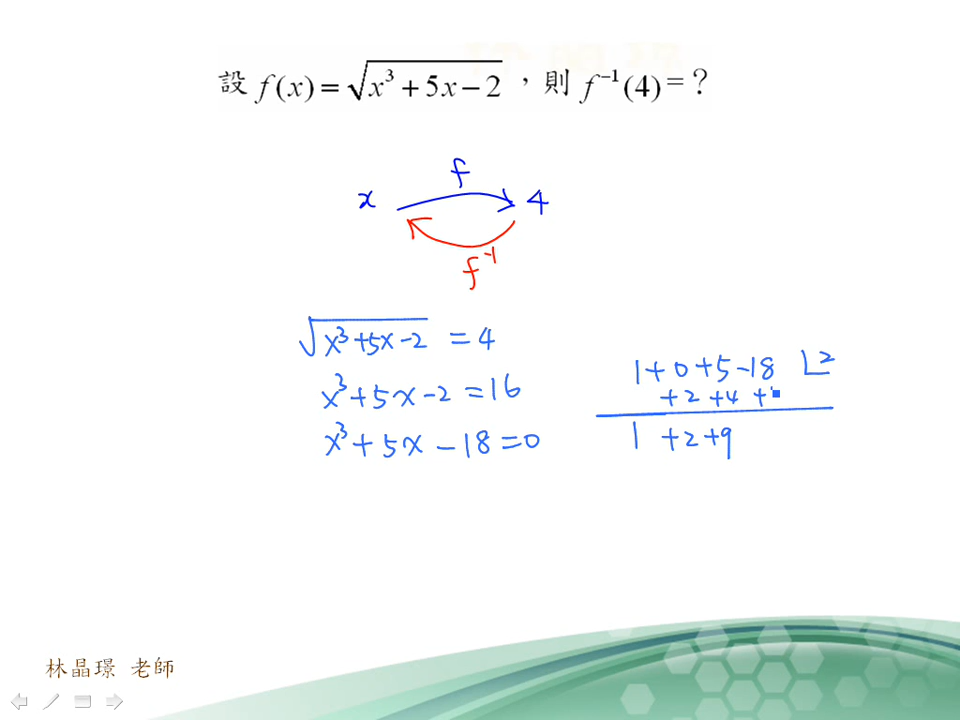 設 f(x) = √(x³ + 5x − 2) ,則 f⁻¹(4) = ?
f
x 4
f⁻¹
√(x³+5x-2) = 4
x³+5x-2 = 16
x³+5x-18=0
1+0+5-18 2
+2 +4 +
1 +2+9
林晶璟 老師